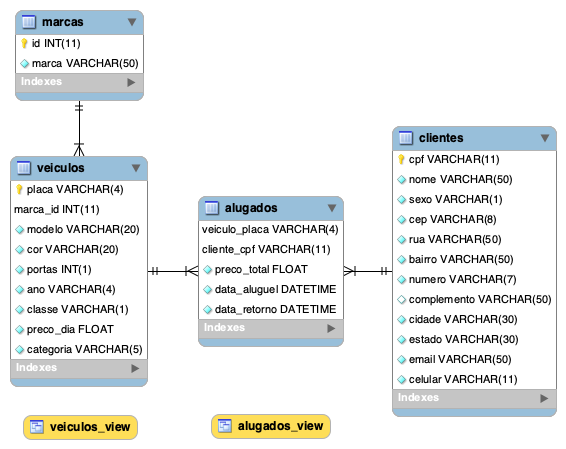 marcas
id INT(11)
marca VARCHAR(50)
Indexes
veiculos
placa VARCHAR(4)
marca_id INT(11)
modelo VARCHAR(20)
cor VARCHAR(20)
portas INT(1)
ano VARCHAR(4)
classe VARCHAR(1)
preco_dia FLOAT
categoria VARCHAR(5)
Indexes
alugados
veiculo_placa VARCHAR(4)
cliente_cpf VARCHAR(11)
preco_total FLOAT
data_aluguel DATETIME
data_retorno DATETIME
Indexes
clientes
cpf VARCHAR(11)
nome VARCHAR(50)
sexo VARCHAR(1)
cep VARCHAR(8)
rua VARCHAR(50)
bairro VARCHAR(50)
numero VARCHAR(7)
complemento VARCHAR(50)
cidade VARCHAR(30)
estado VARCHAR(30)
email VARCHAR(50)
celular VARCHAR(11)
Indexes
veiculos_view
alugados_view